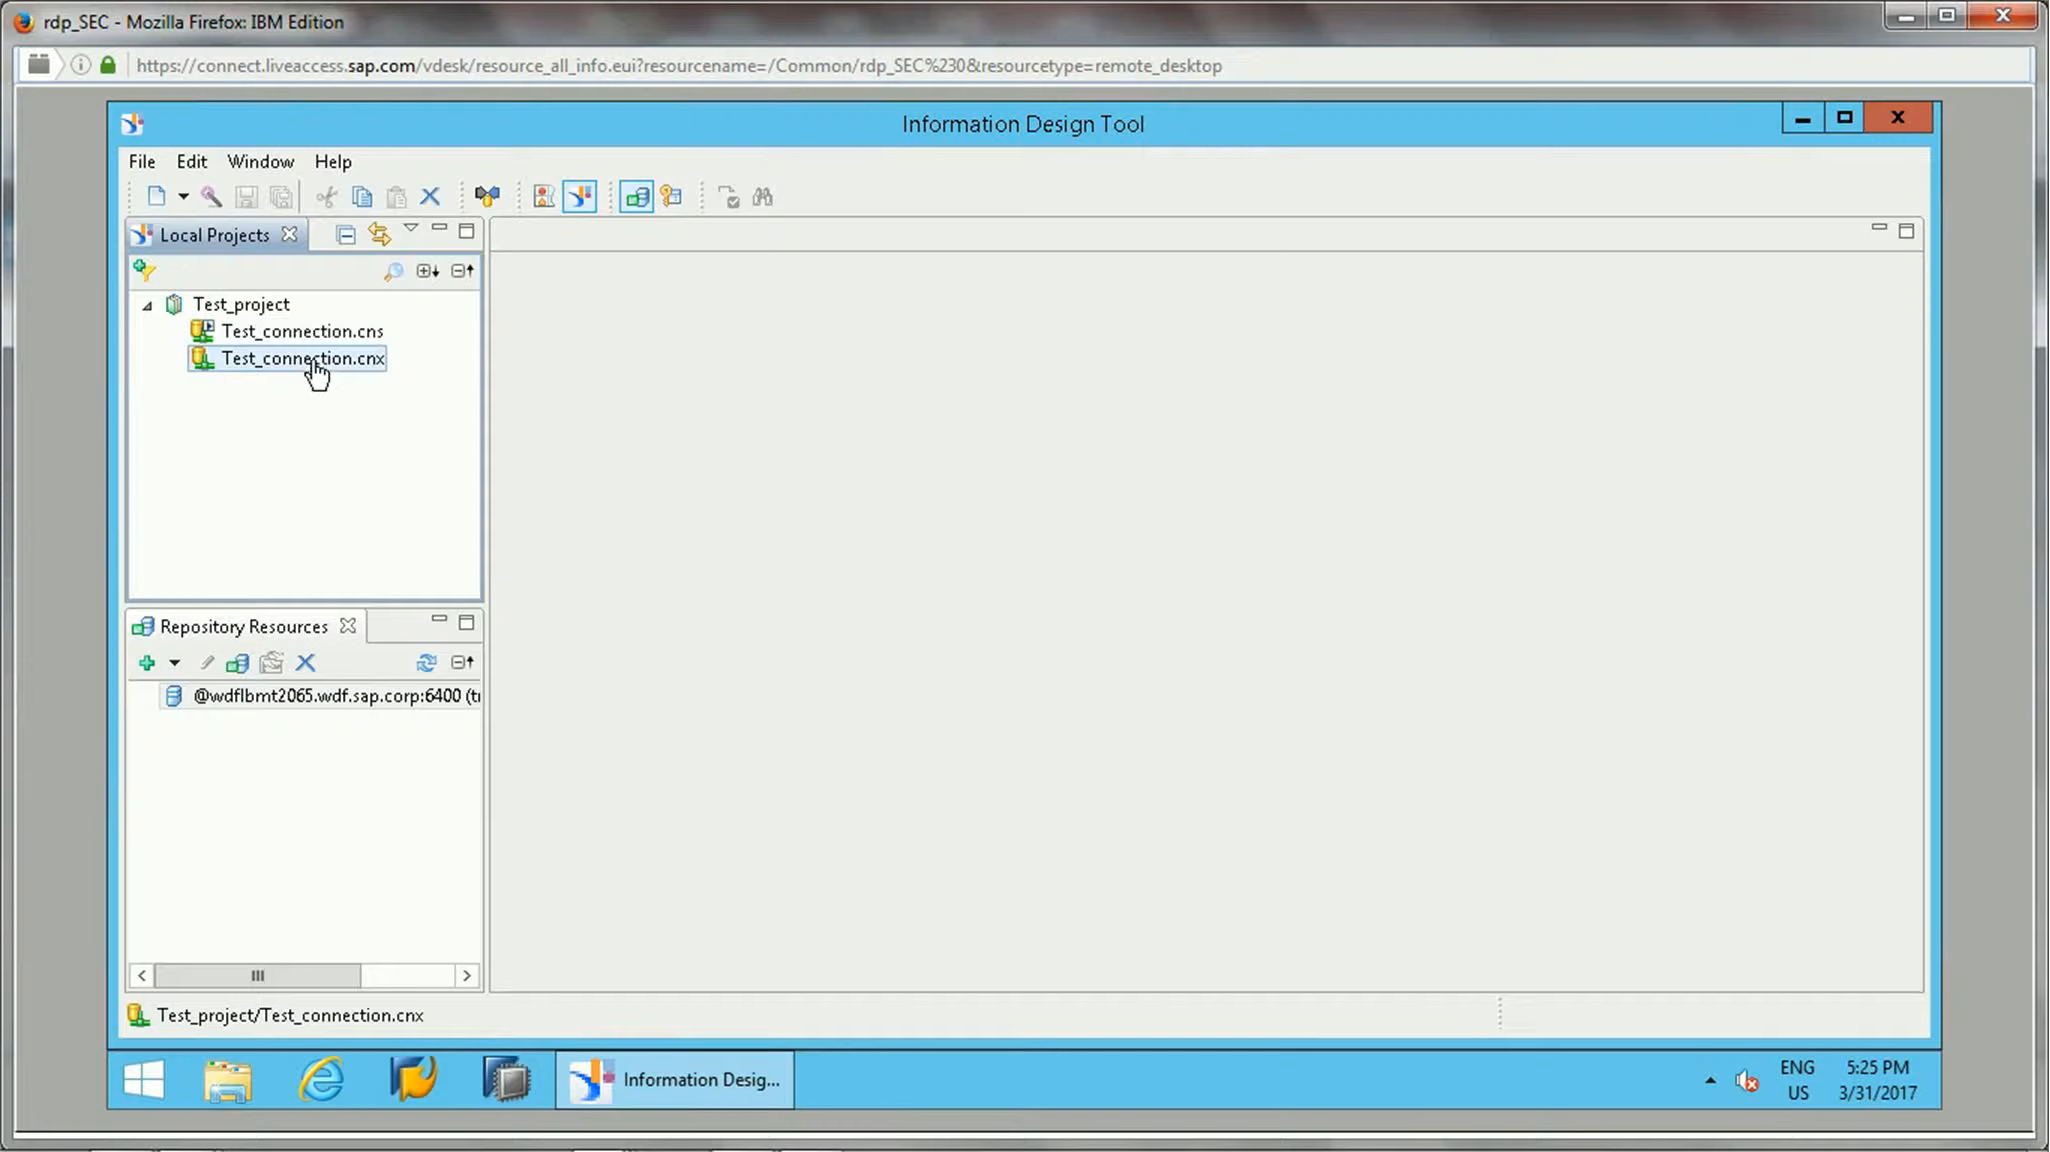 rdp_SEC - Mozilla Firefox: IBM Edition
https://connect.liveaccess.sap.com/vdesk/resource_all_info.eui?resourcename=/Common/rdp_SEC%230&resourcetype=remote_desktop
Information Design Tool
File Edit Window Help
Local Projects
Test_project
Test_connection.cns
Test_connection.cnx
Repository Resources
@wdflbmt2065.wdf.sap.corp:6400 (
Test_project/Test_connection.cnx
Information Desig...
ENG
US
5:25 PM
3/31/2017